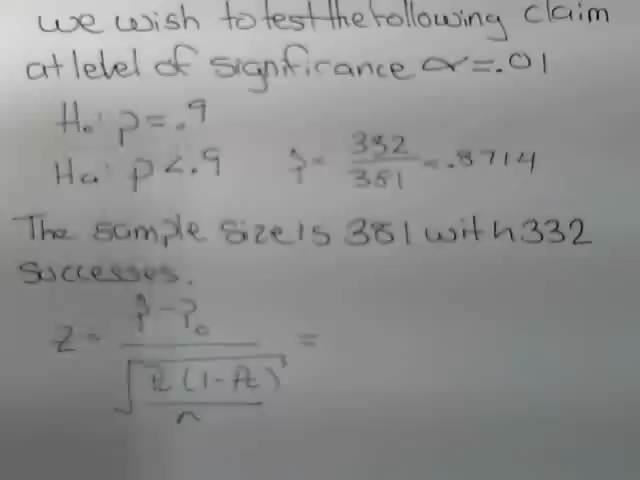 we wish to test the following claim
at level of significance α=.01
H₀: p=.9
Ha: p<.9 p̂= 332/381 =.8714
The sample size is 381 with 332
successes.
z= (p̂-p₀)/√(p₀(1-p₀)/n) =